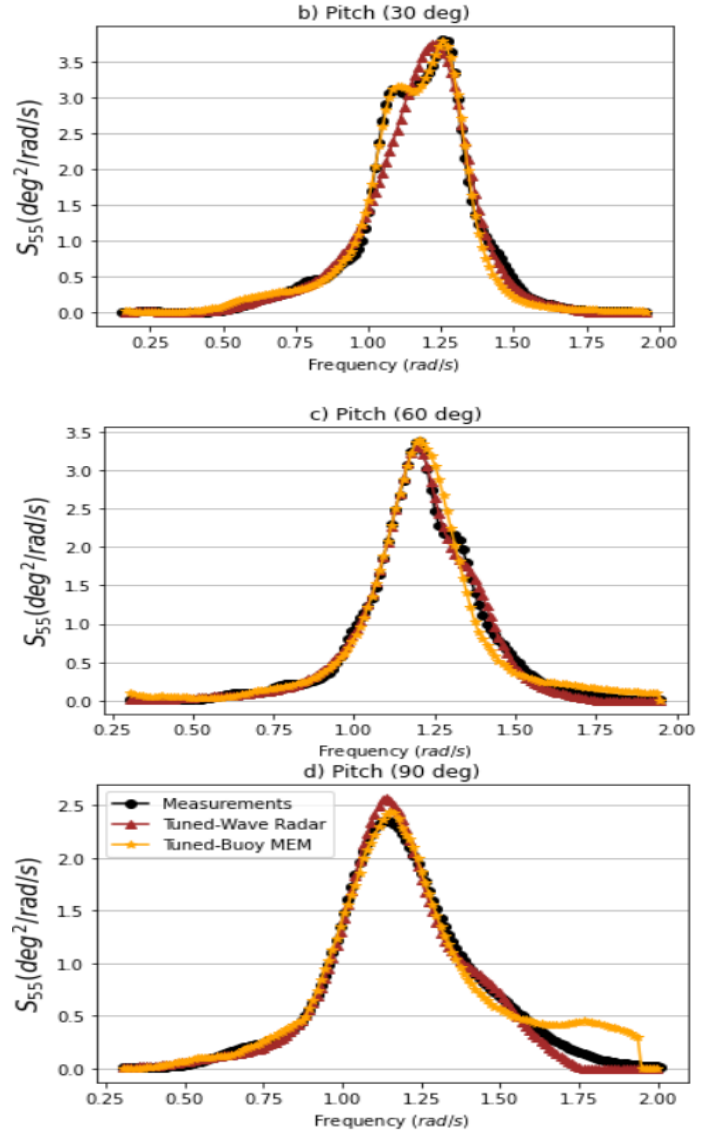 b) Pitch (30 deg)
3.5
3.0
2.5
2.0
1.5
1.0
0.5
0.0
S55(deg^2/rad/s)
0.25 0.50 0.75 1.00 1.25 1.50 1.75 2.00
Frequency (rad/s)
c) Pitch (60 deg)
3.5
3.0
2.5
2.0
1.5
1.0
0.5
0.0
S55(deg^2/rad/s)
0.25 0.50 0.75 1.00 1.25 1.50 1.75 2.00
Frequency (rad/s)
d) Pitch (90 deg)
Measurements
Tuned-Wave Radar
Tuned-Buoy MEM
2.5
2.0
1.5
1.0
0.5
0.0
S55(deg^2/rad/s)
0.25 0.50 0.75 1.00 1.25 1.50 1.75 2.00
Frequency (rad/s)